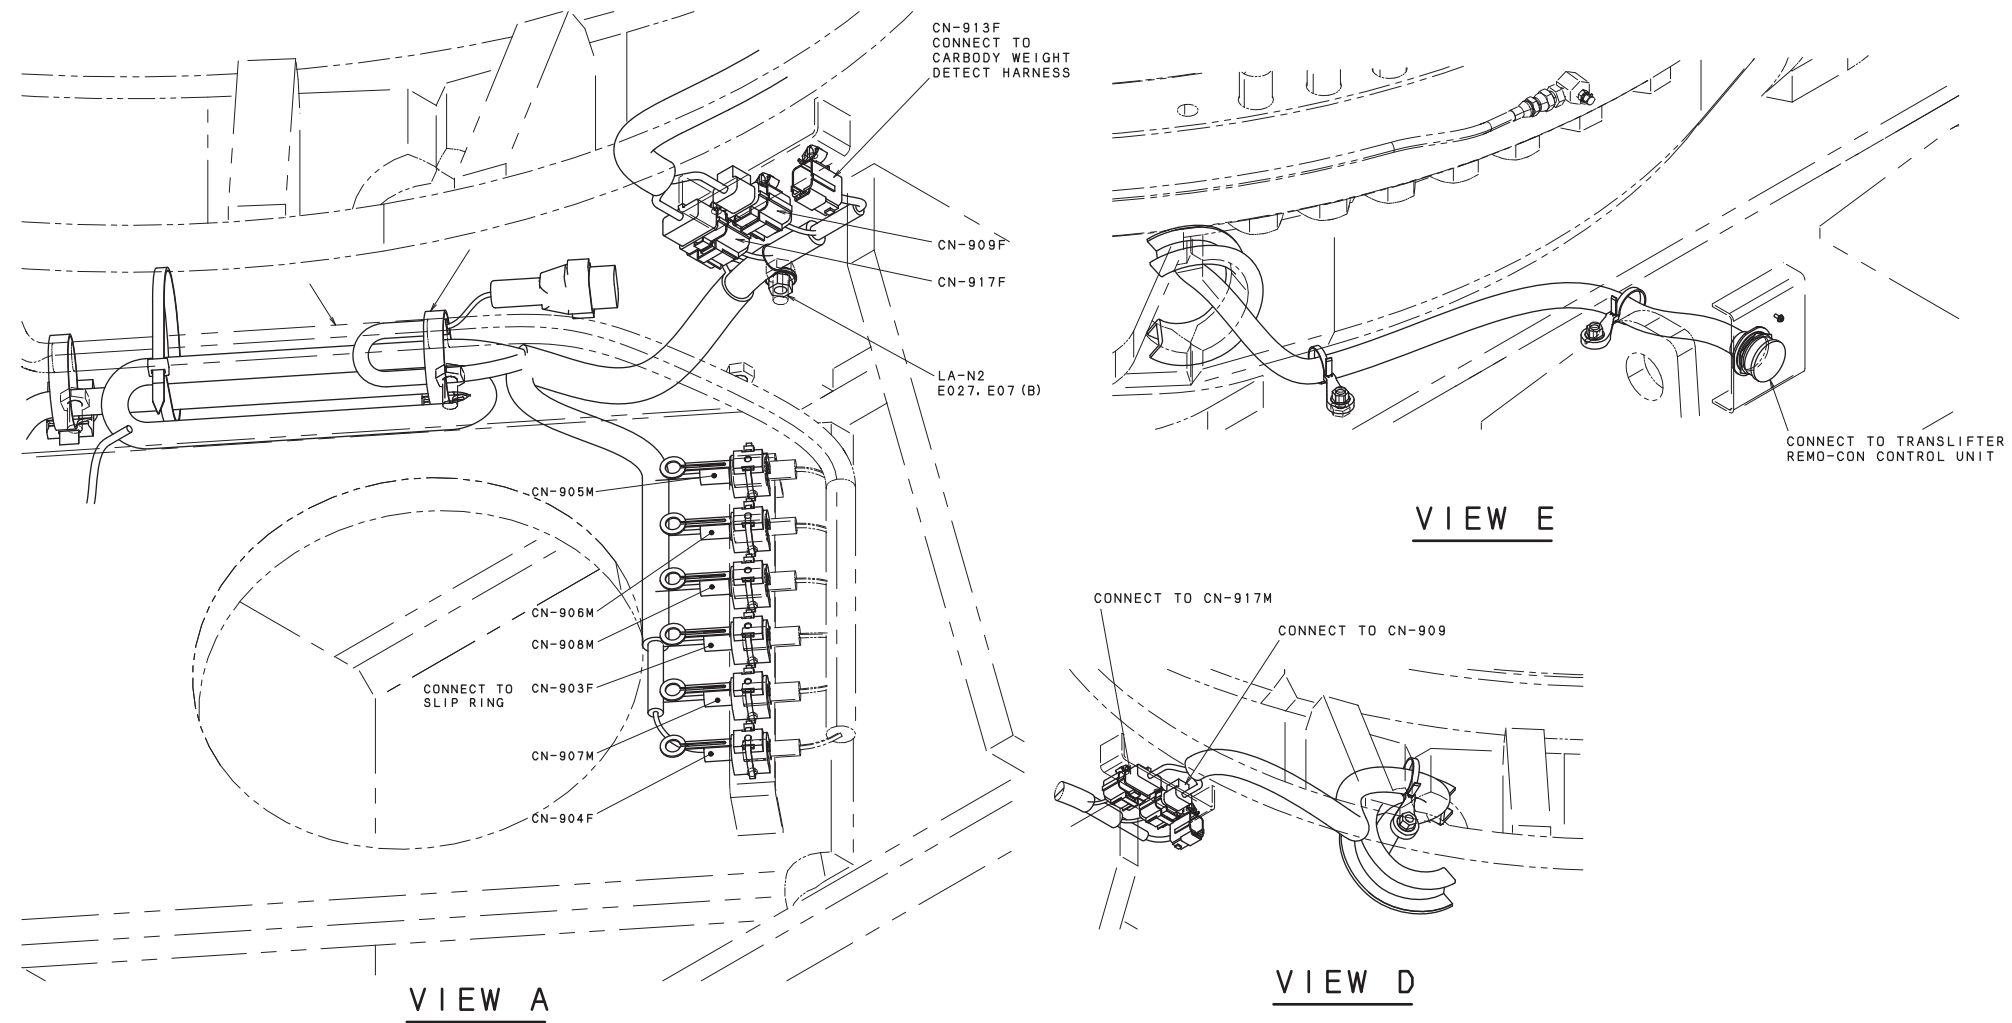 CN-913F
CONNECT TO
CARBODY WEIGHT
DETECT HARNESS
CN-909F
CN-917F
LA-N2
E027, E07(B)
CN-905M
CN-906M
CN-908M
CONNECT TO
SLIP RING
CN-903F
CN-907M
CN-904F
VIEW A
CONNECT TO TRANSLIFTER
REMO-CON CONTROL UNIT
VIEW E
CONNECT TO CN-917M
CONNECT TO CN-909
VIEW D